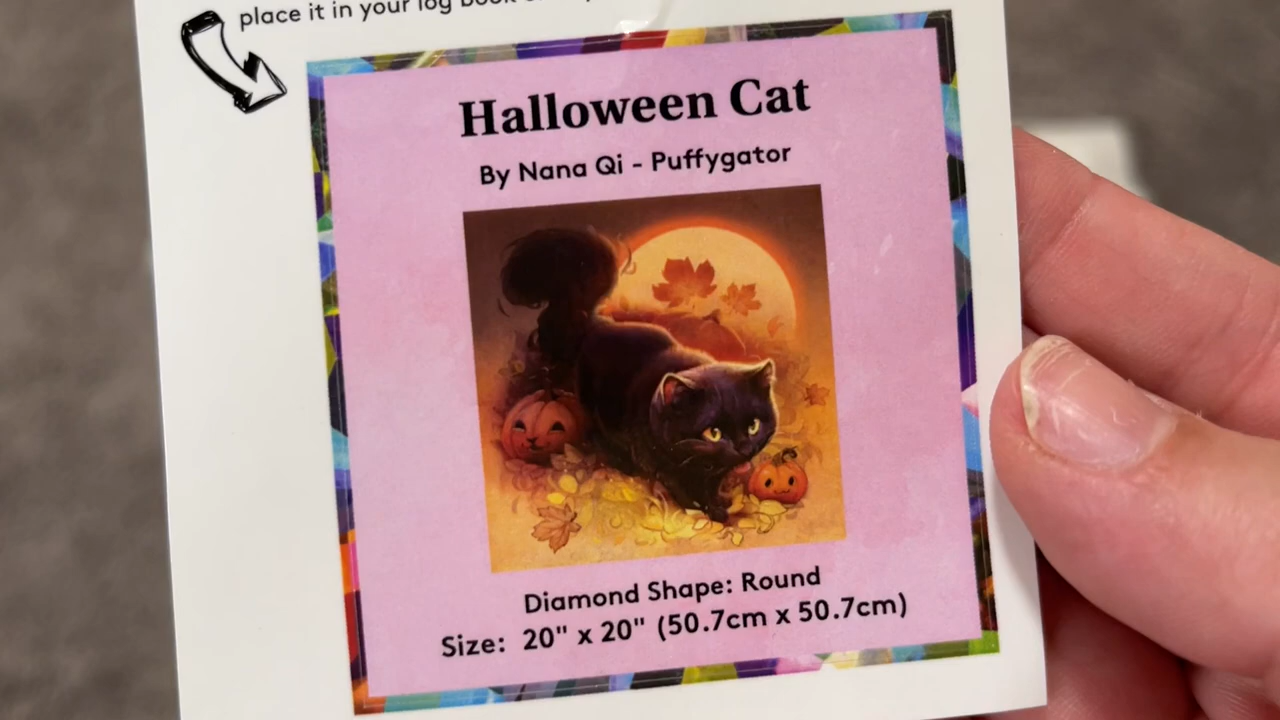 place it in your log book
Halloween Cat
By Nana Qi - Puffygator
Diamond Shape: Round
Size: 20" x 20" (50.7cm x 50.7cm)